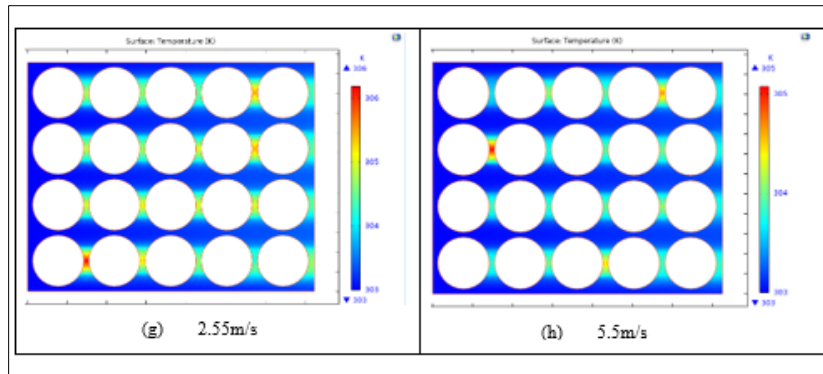 Surface: Temperature (K)
K
▲ 306
306
305
304
303
▼ 303
(g) 2.55m/s
Surface: Temperature (K)
K
▲ 305
305
304
303
▼ 303
(h) 5.5m/s